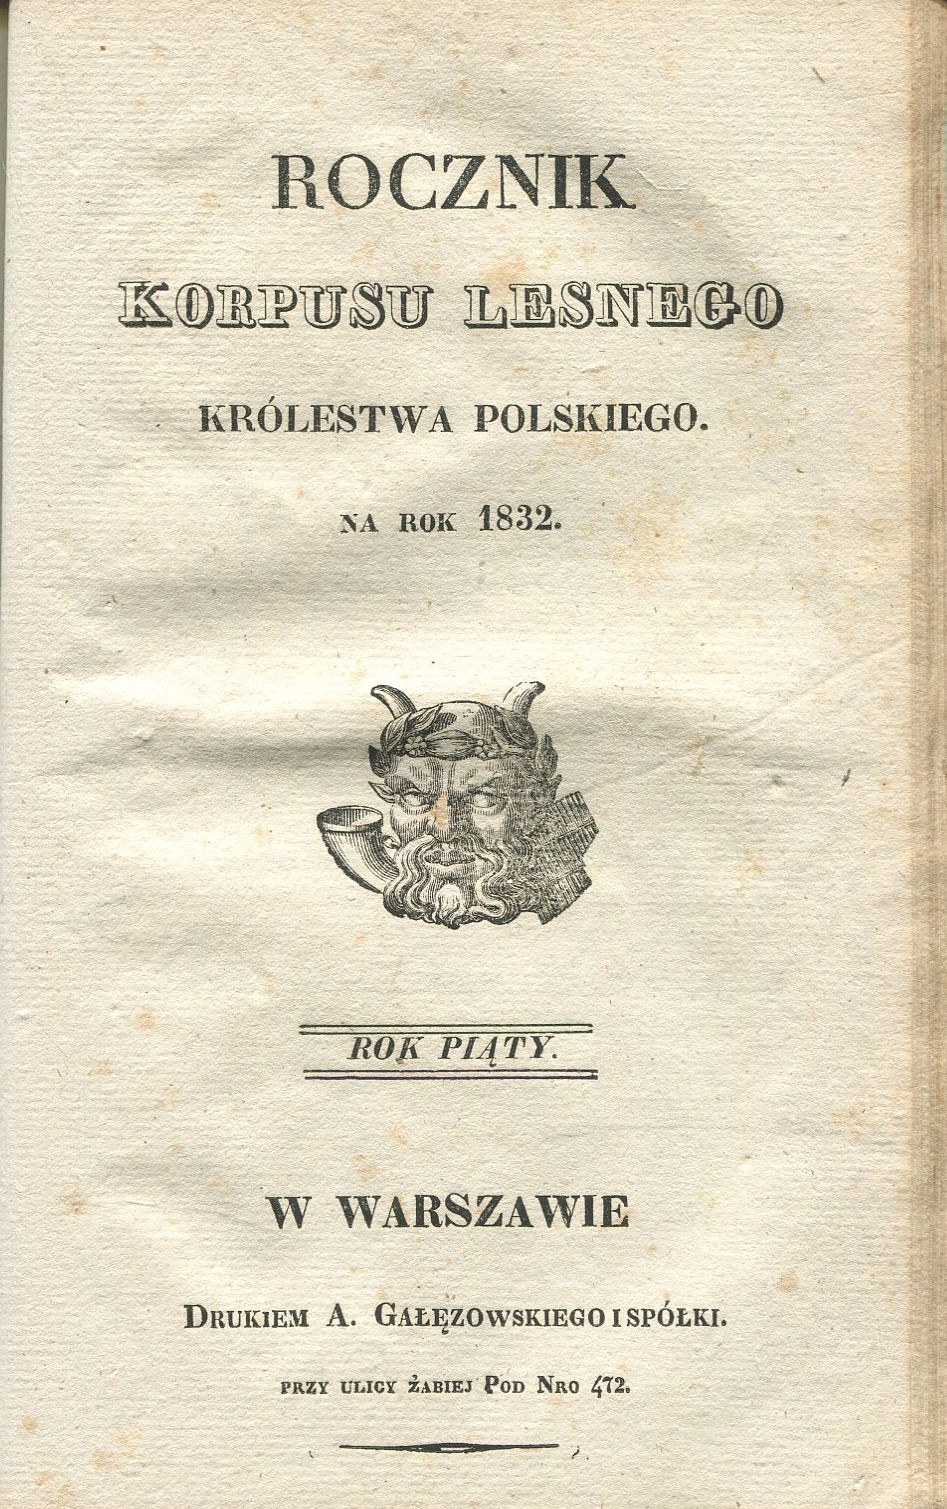 ROCZNIK
KORPUSU LESNEGO
KRÓLESTWA POLSKIEGO.
NA ROK 1832.
ROK PIĄTY.
W WARSZAWIE
DRUKIEM A. GAŁĘZOWSKIEGO I SPÓŁKI.
PRZY ULICY ŻABIEJ POD NRO 472.